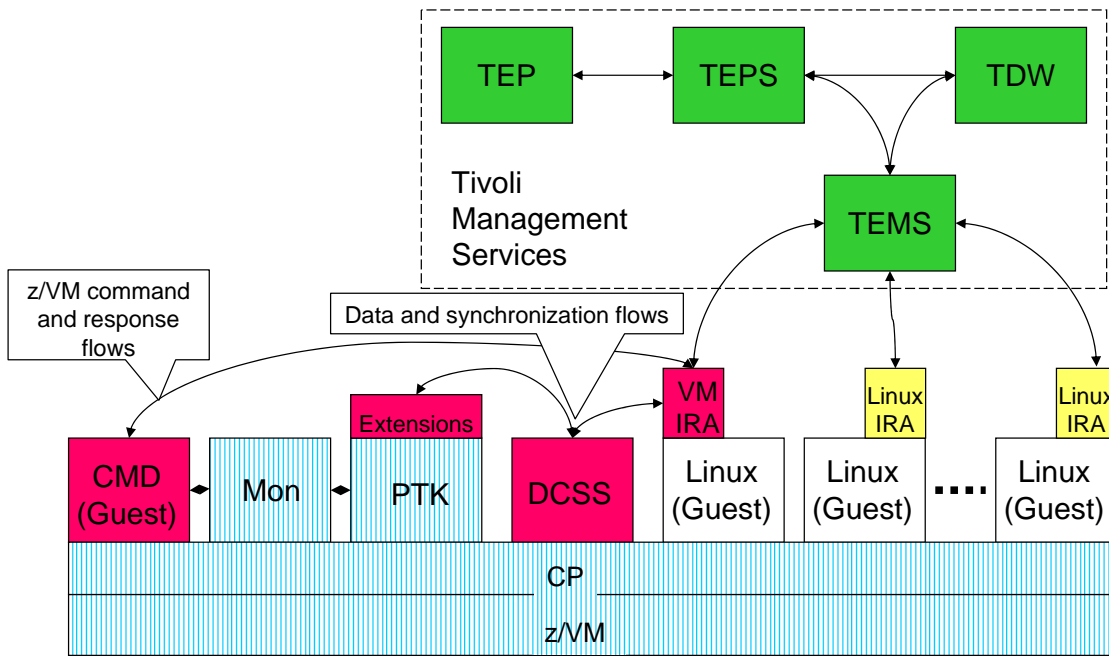 TEP
TEPS
TDW
Tivoli
Management
Services
TEMS
z/VM command
and response
flows
Data and synchronization flows
VM
IRA
Linux
IRA
Linux
IRA
Extensions
CMD
(Guest)
Mon
PTK
DCSS
Linux
(Guest)
Linux
(Guest)
Linux
(Guest)
CP
z/VM